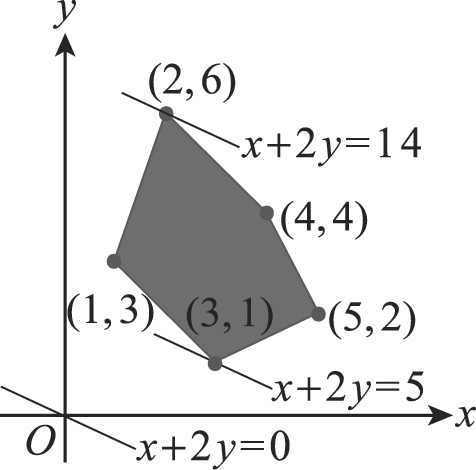 y
(2,6)
x+2y=14
(4,4)
(1,3)
(3,1)
(5,2)
x+2y=5
x
O
x+2y=0